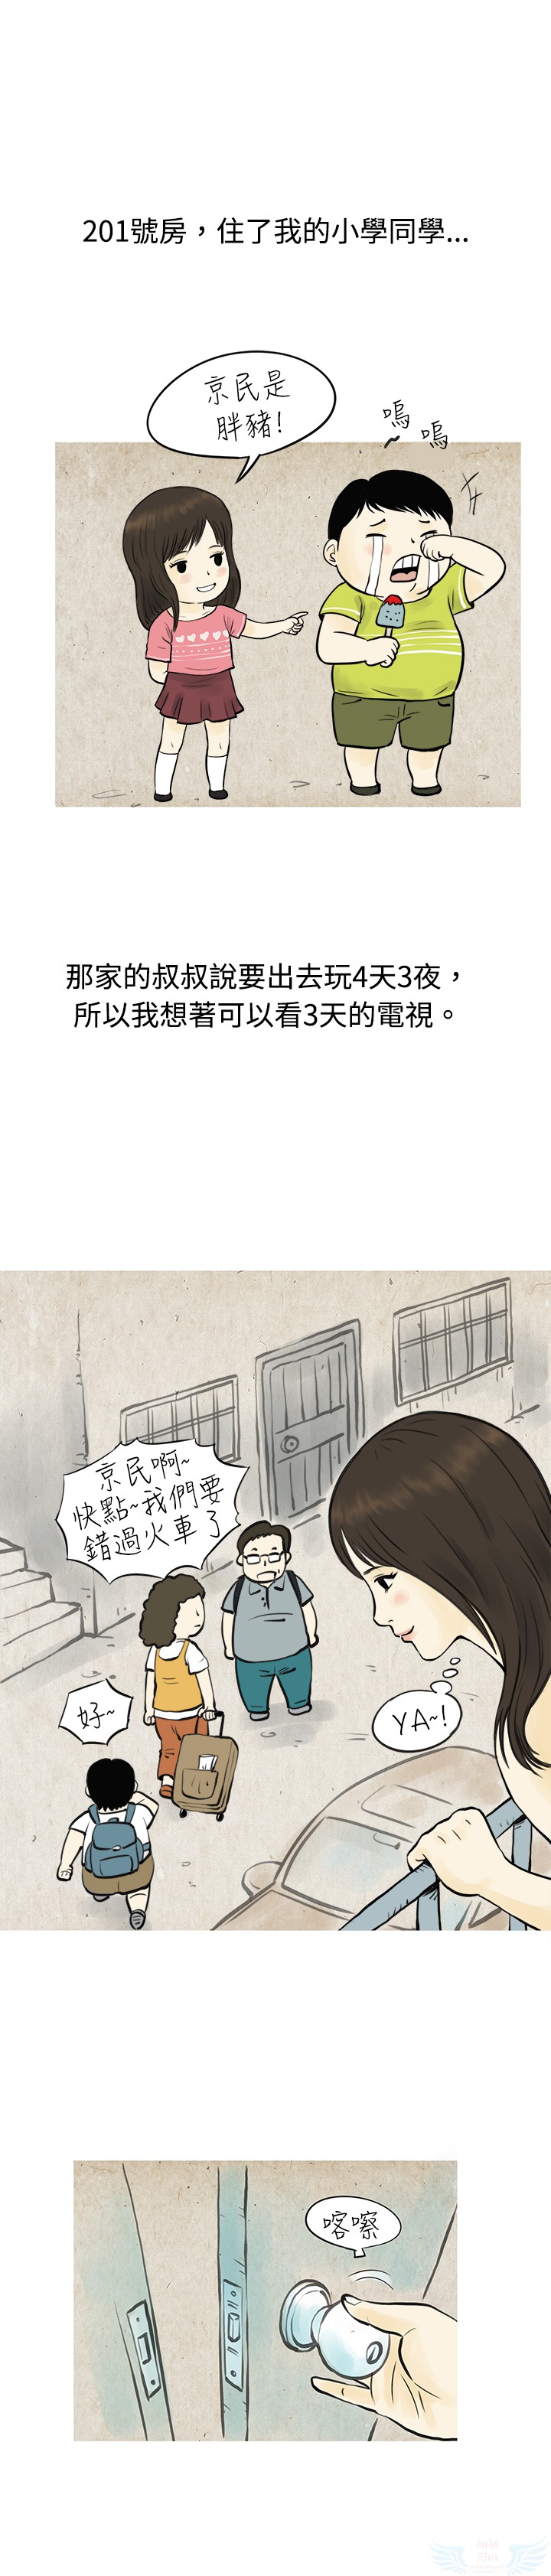 201號房，住了我的小學同學...
京民是
胖豬!
嗚
嗚
那家的叔叔說要出去玩4天3夜，
所以我想著可以看3天的電視。
京民啊~
快點~我們要
錯過火車了
好~
YA~!
喀嚓